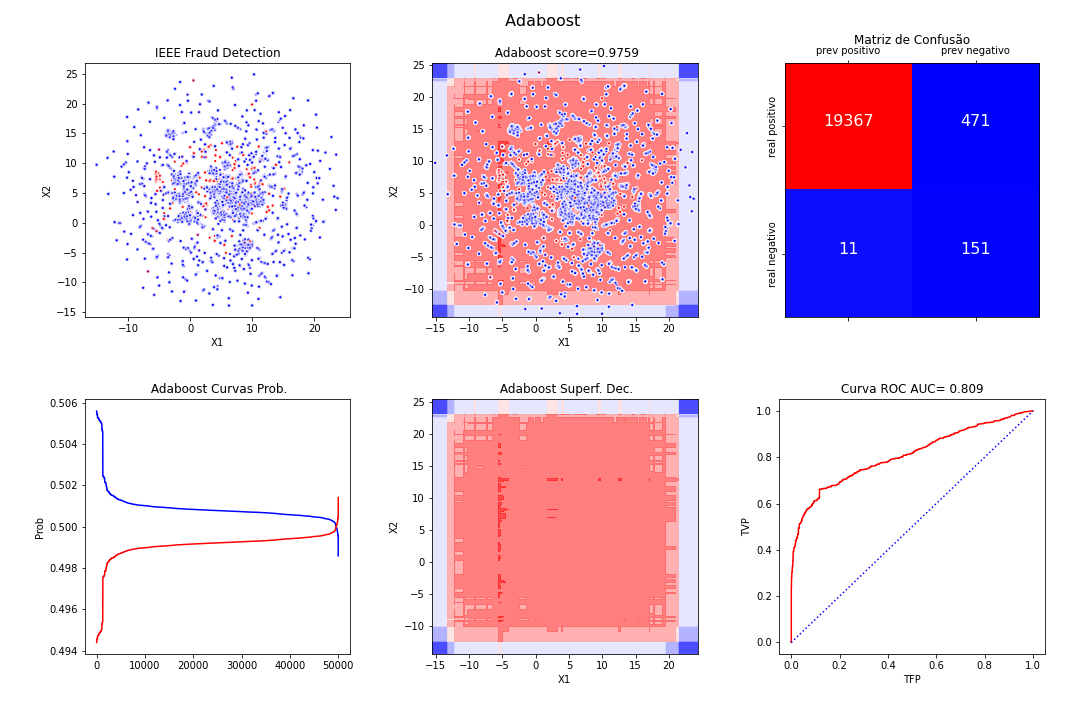 Adaboost
IEEE Fraud Detection
25
20
15
10
5
0
−5
−10
−15
X2
−10 0 10 20
X1
Adaboost score=0.9759
25
20
15
10
5
0
−5
−10
X2
−15 −10 −5 0 5 10 15 20
X1
Matriz de Confusão
prev positivo prev negativo
real positivo
19367 471
real negativo
11 151
Adaboost Curvas Prob.
0.506
0.504
0.502
0.500
0.498
0.496
0.494
Prob
0 10000 20000 30000 40000 50000
Adaboost Superf. Dec.
25
20
15
10
5
0
−5
−10
X2
−15 −10 −5 0 5 10 15 20
X1
Curva ROC AUC= 0.809
1.0
0.8
0.6
0.4
0.2
0.0
TVP
0.0 0.2 0.4 0.6 0.8 1.0
TFP